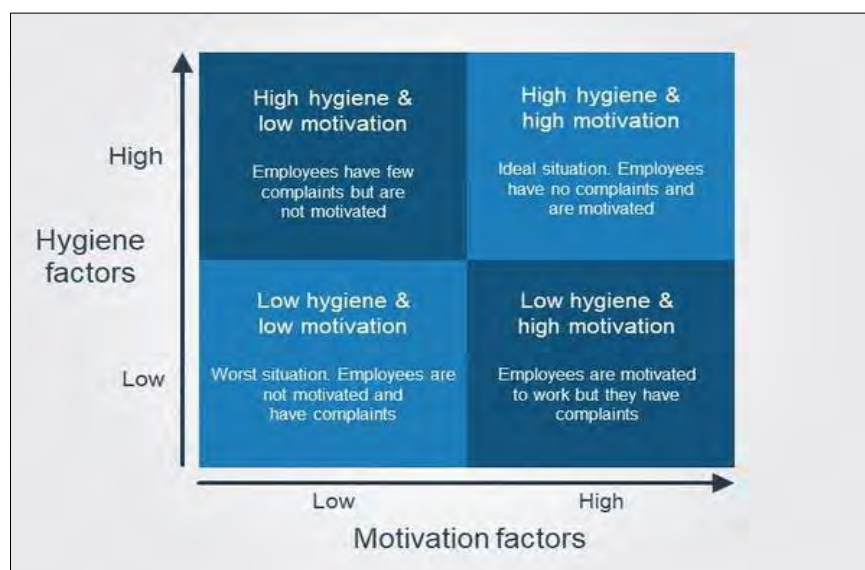 High
Hygiene
factors
Low
High hygiene &
low motivation
Employees have few
complaints but are
not motivated
High hygiene &
high motivation
Ideal situation. Employees
have no complaints and
are motivated
Low hygiene &
low motivation
Worst situation. Employees are
not motivated and
have complaints
Low hygiene &
high motivation
Employees are motivated
to work but they have
complaints
Low
High
Motivation factors